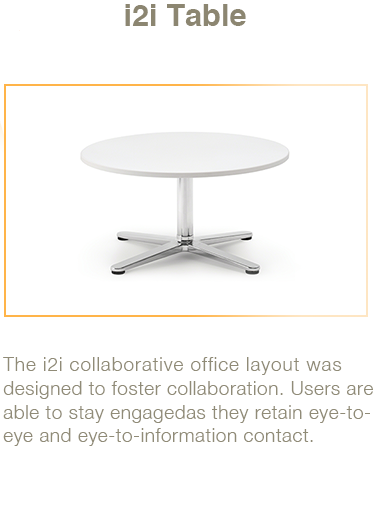 i2i Table
The i2i collaborative office layout was
designed to foster collaboration. Users are
able to stay engagedas they retain eye-to-
eye and eye-to-information contact.